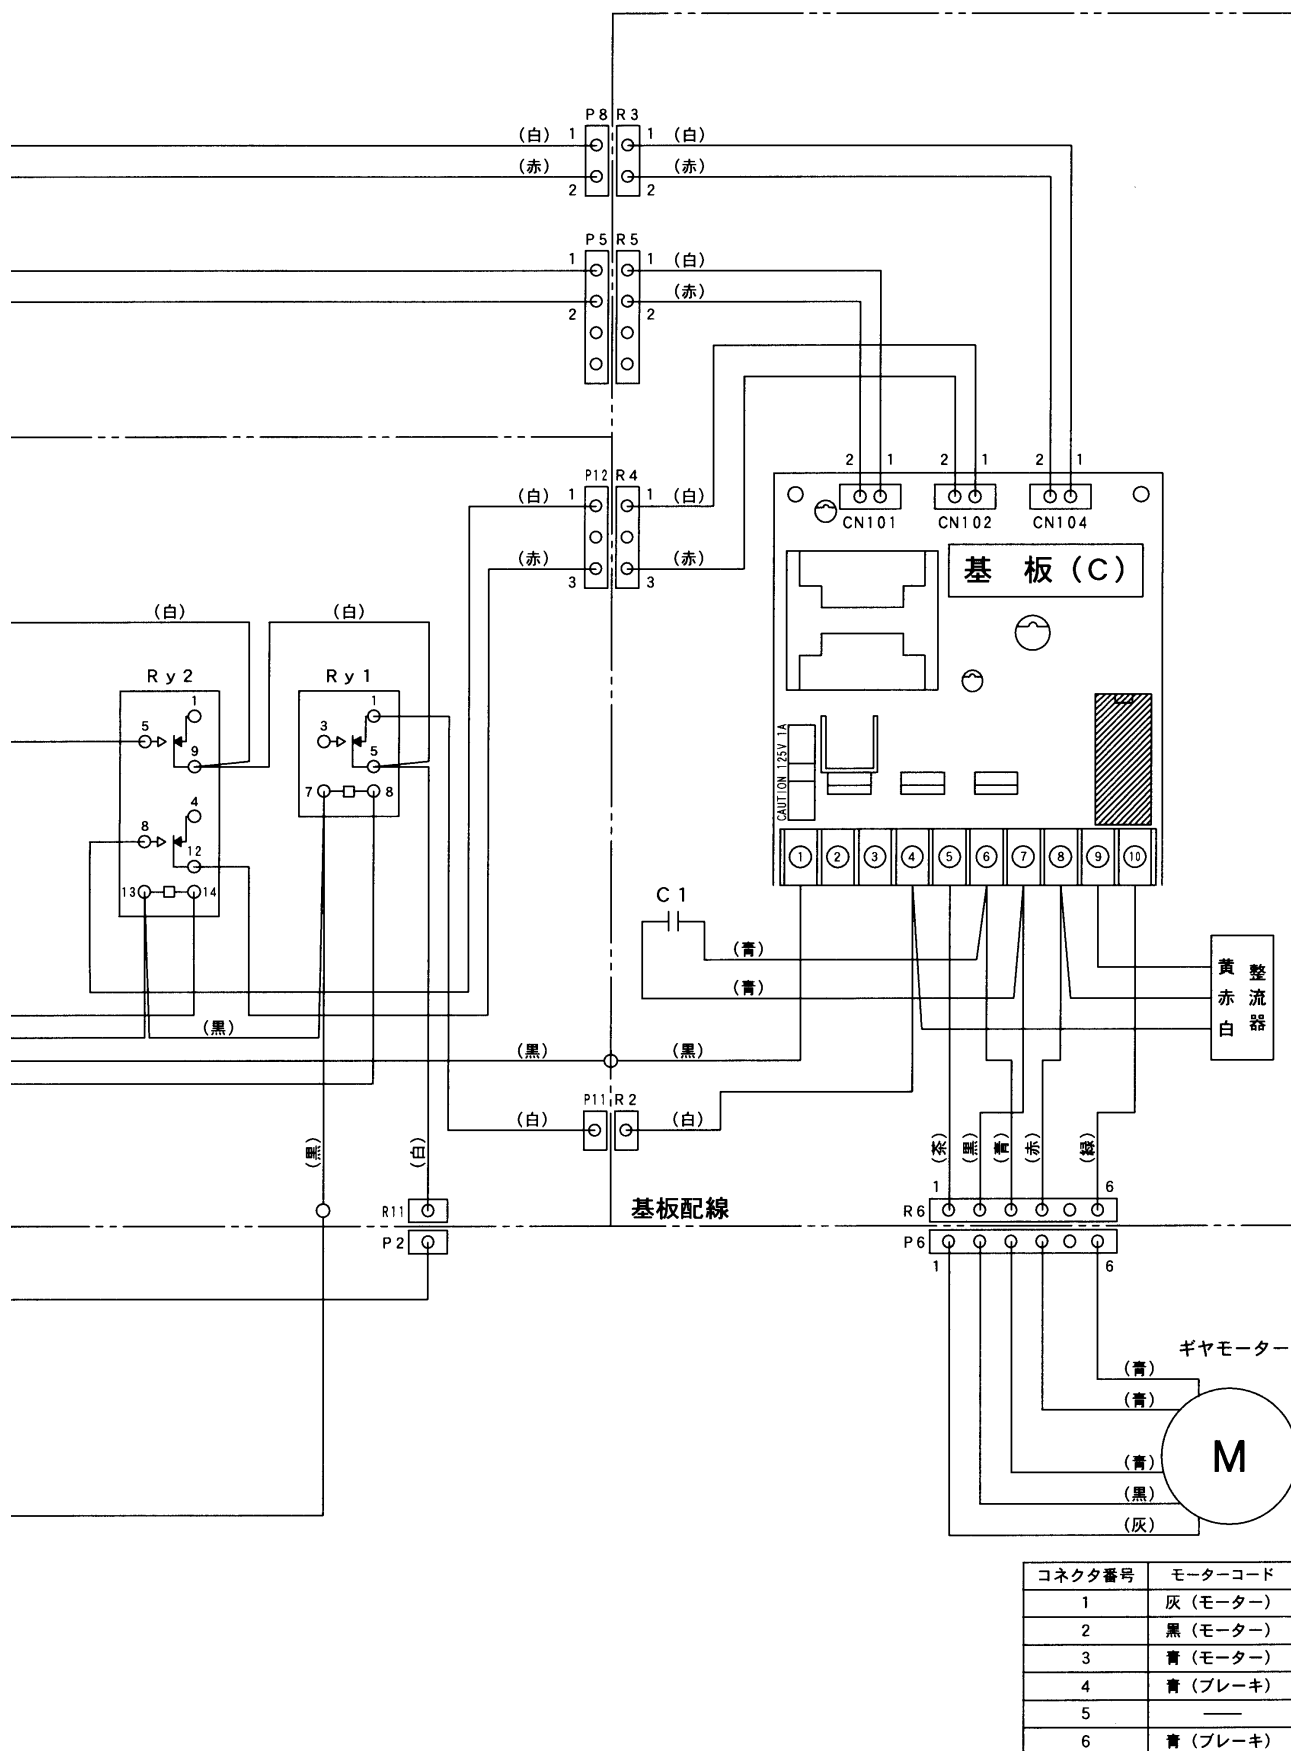 P8 R3
(白) 1 1 (白)
(赤) (赤)
2 2
P5 R5
1 1 (白)
(赤)
2 2
2 1 2 1 2 1
P12 R4
(白) 1 1 (白)
CN101 CN102 CN104
(赤) (赤)
3 3
基 板 (C)
(白) (白)
Ry2 Ry1
1 1
5 3
9 5
7 8
4
8
12
13 14
CAUTION 125V 1A
① ② ③ ④ ⑤ ⑥ ⑦ ⑧ ⑨ ⑩
C1
(青)
(青)
黄
赤
白
整流器
(黒)
(黒) (黒)
P11 R2
(白) (白)
(黒) (白)
(茶) (黒) (青) (赤) (緑)
1 6
R11 基板配線 R6
P2 P6
1 6
ギヤモーター
(青)
(青)
(青)
(黒)
(灰)
M
コネクタ番号 モーターコード
1 灰 (モーター)
2 黒 (モーター)
3 青 (モーター)
4 青 (ブレーキ)
5 ——
6 青 (ブレーキ)